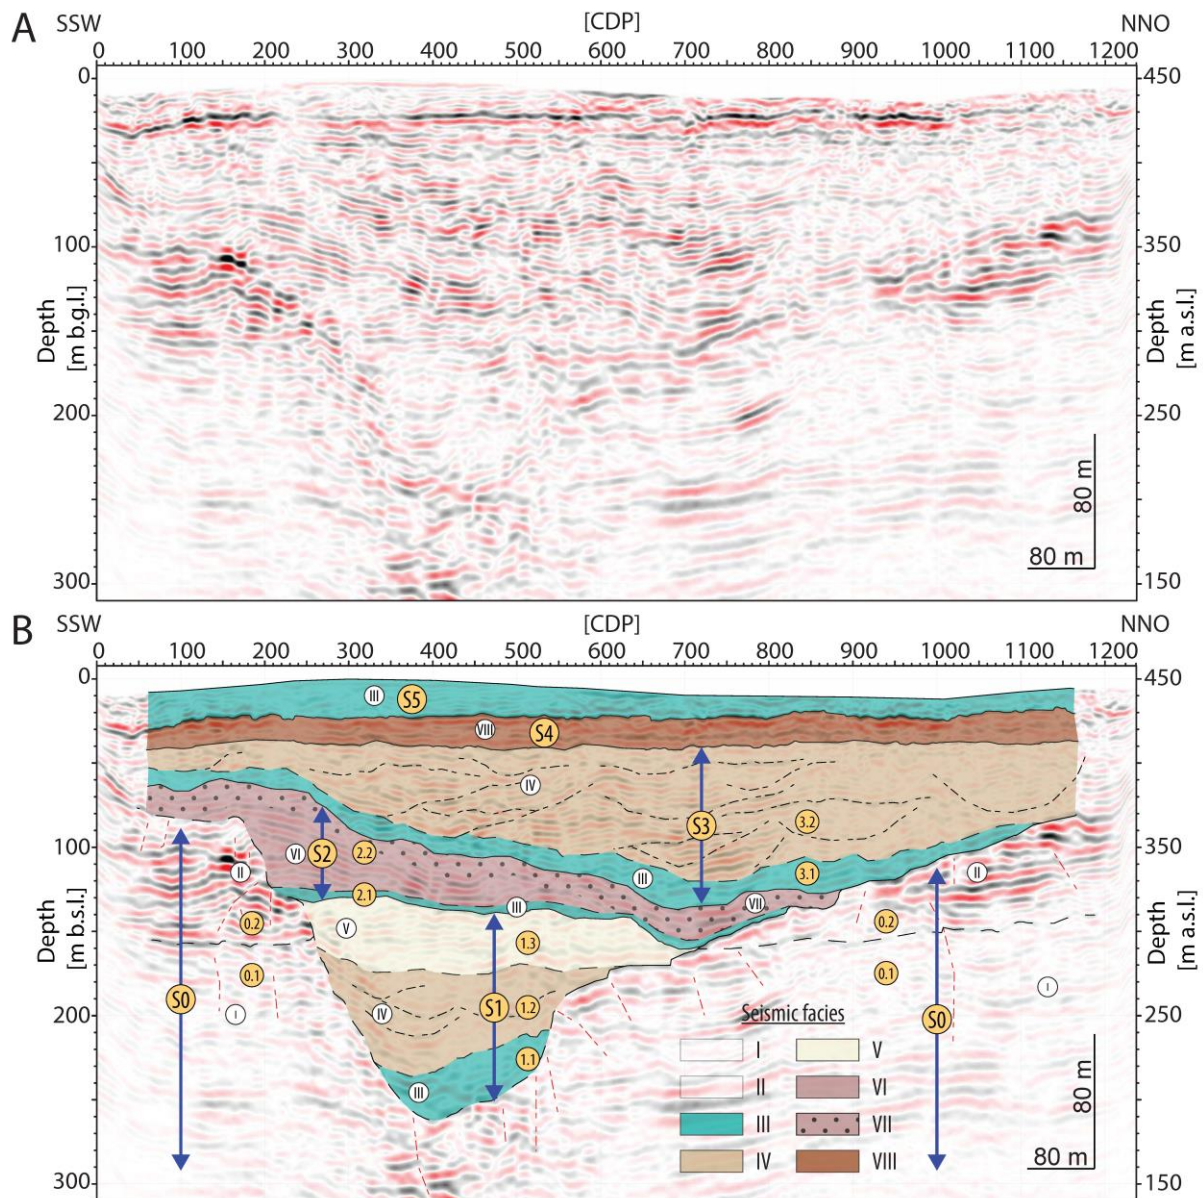 A SSW [CDP] NNO
0 100 200 300 400 500 600 700 800 900 1000 1100 1200
0 450
100 350
Depth [m b.g.l.]
Depth [m a.s.l.]
200 250
80 m
80 m
300 150
B SSW [CDP] NNO
0 100 200 300 400 500 600 700 800 900 1000 1100 1200
0 450
III S5
VIII S4
IV
S3 3.2
100 350
VI S2 2.2
II
III 3.1 II
VII
2.1 III
Depth [m b.s.l.]
Depth [m a.s.l.]
0.2 V 1.3 0.2
0.1 0.1
S0 I IV S1 1.2 S0 I
200 250
1.1
III
Seismic facies
I V
II VI
III VII
IV VIII
80 m
80 m
300 150